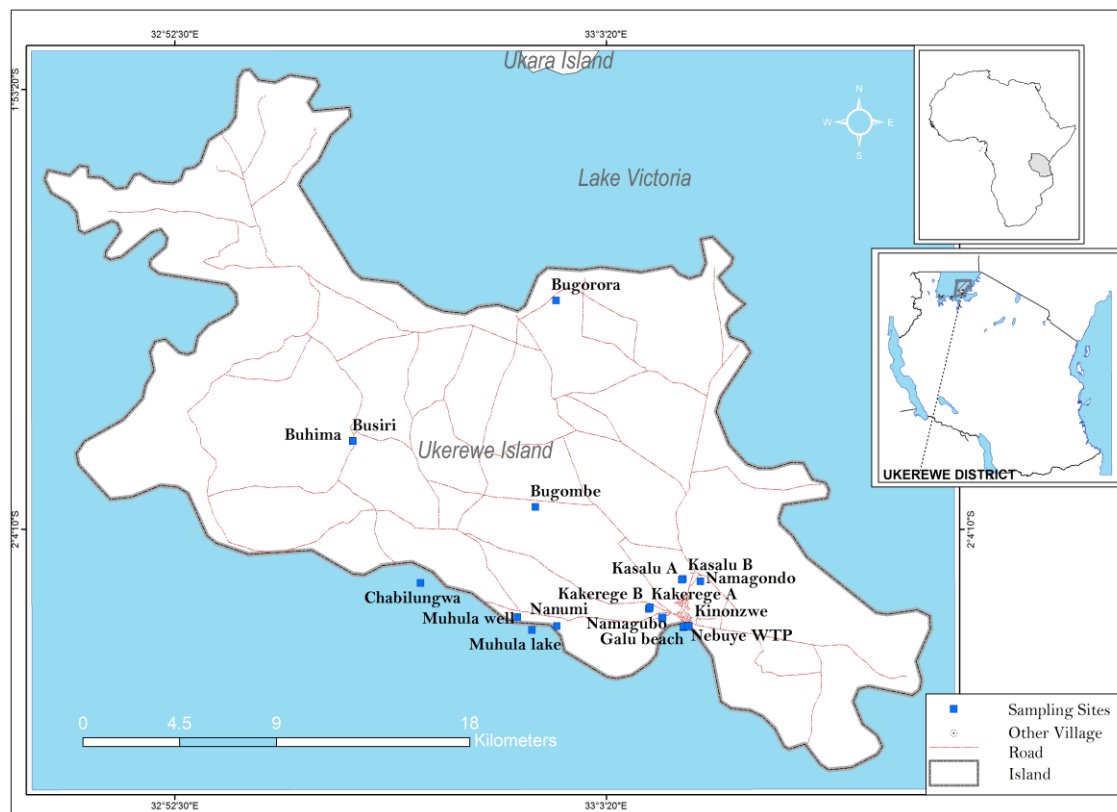 32°52'30"E
33°3'20"E
1°53'20"S
Ukara Island
N
W
E
S
Lake Victoria
Bugorora
Busiri
Buhima
Ukerewe Island
UKEREWE DISTRICT
Bugombe
2°4'10"S
2°4'10"S
Kasalu A
Kasalu B
Namagondo
Chabilungwa
Kakerege B
Kakerege A
Muhula well
Nanumi
Namagubo
Kinonzwe
Muhula lake
Galu beach
Nebuye WTP
0
4.5
9
18
Kilometers
Sampling Sites
Other Village
Road
Island
32°52'30"E
33°3'20"E